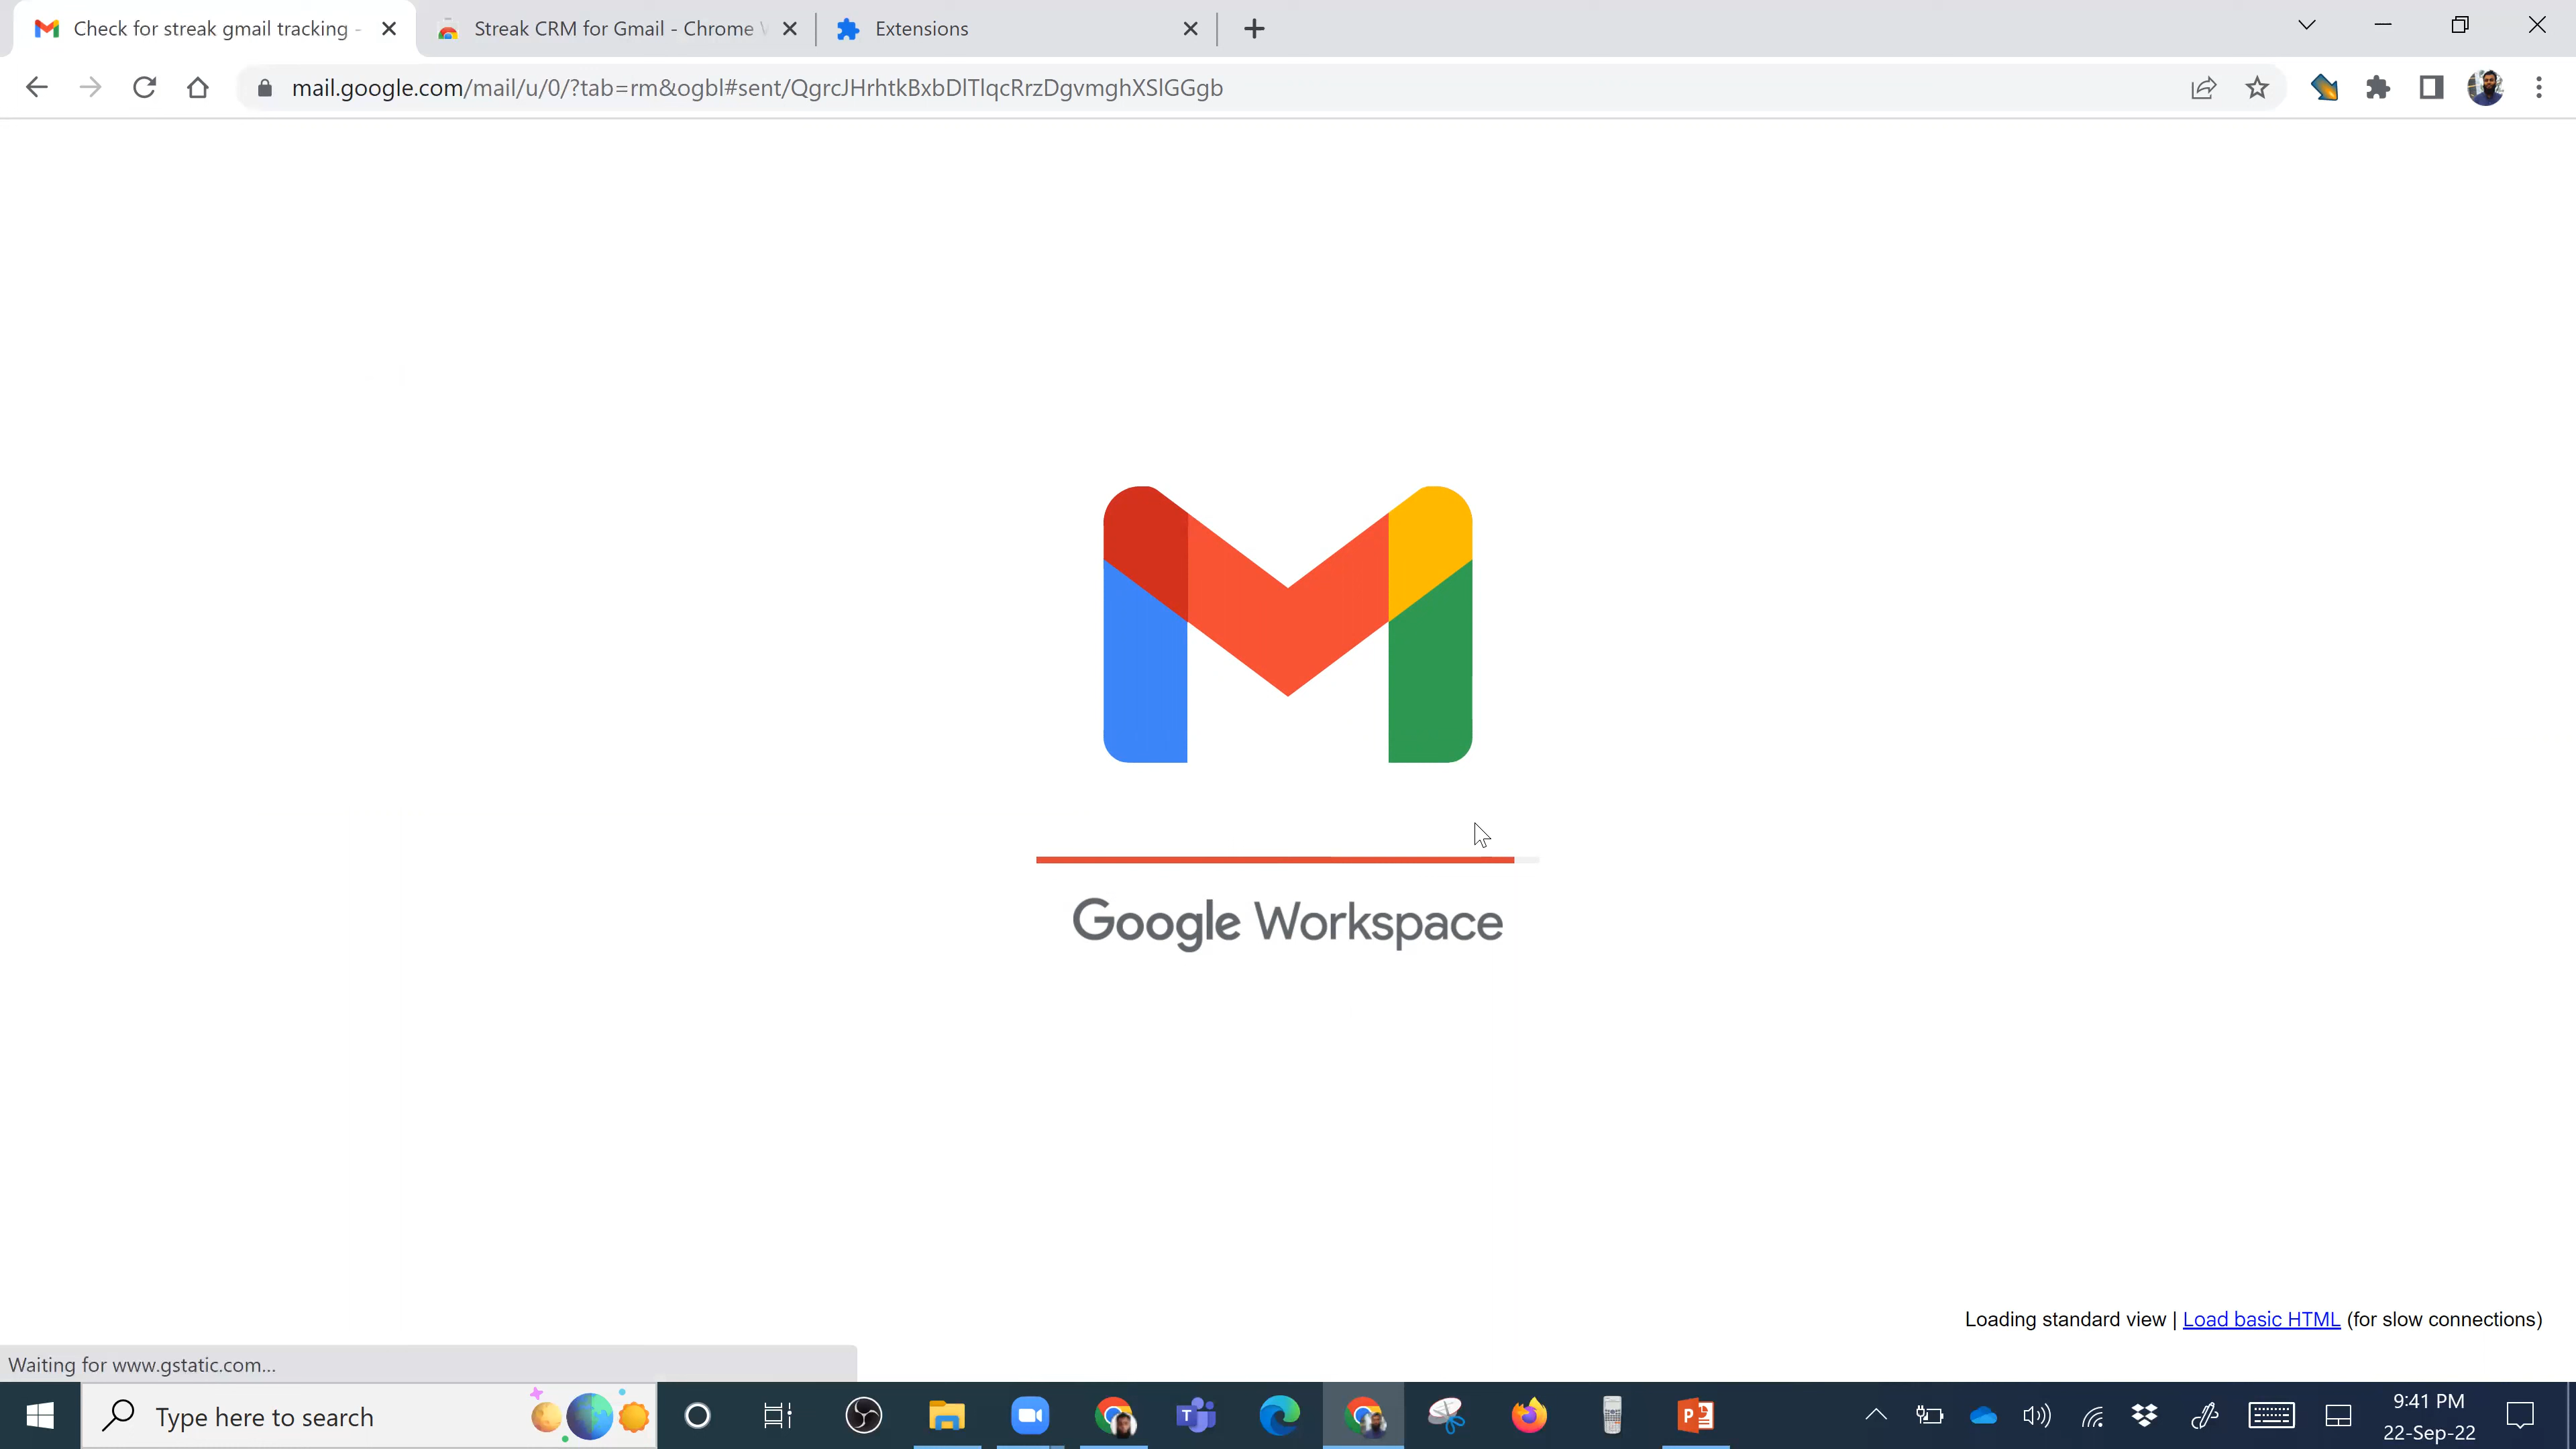 Check for streak gmail tracking -
Streak CRM for Gmail - Chrome
Extensions
mail.google.com/mail/u/0/?tab=rm&ogbl#sent/QgrcJHrhtkBxbDlTlqcRrzDgvmghXSlGGgb
Google Workspace
Loading standard view | Load basic HTML (for slow connections)
Waiting for www.gstatic.com...
Type here to search
9:41 PM
22-Sep-22